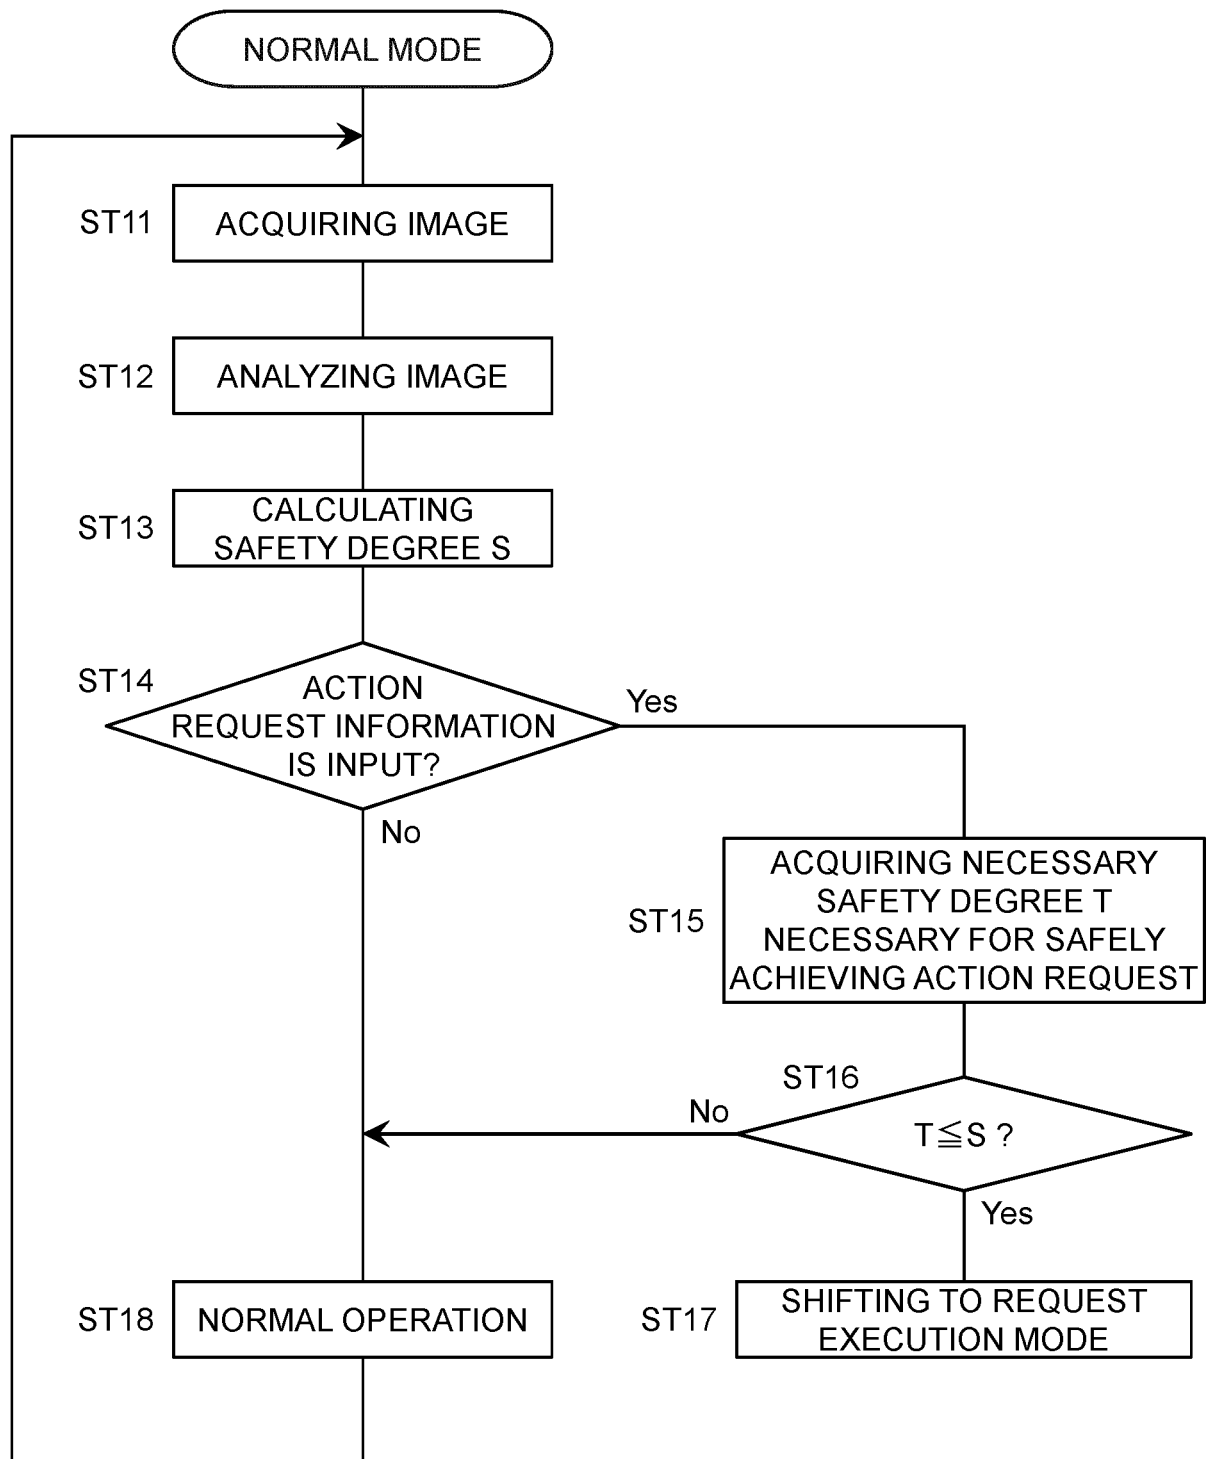 NORMAL MODE
ST11
ACQUIRING IMAGE
ST12
ANALYZING IMAGE
ST13
CALCULATING
SAFETY DEGREE S
ST14
ACTION
REQUEST INFORMATION
IS INPUT?
Yes
No
ST15
ACQUIRING NECESSARY
SAFETY DEGREE T
NECESSARY FOR SAFELY
ACHIEVING ACTION REQUEST
ST16
T≦S ?
No
Yes
ST18
NORMAL OPERATION
ST17
SHIFTING TO REQUEST
EXECUTION MODE